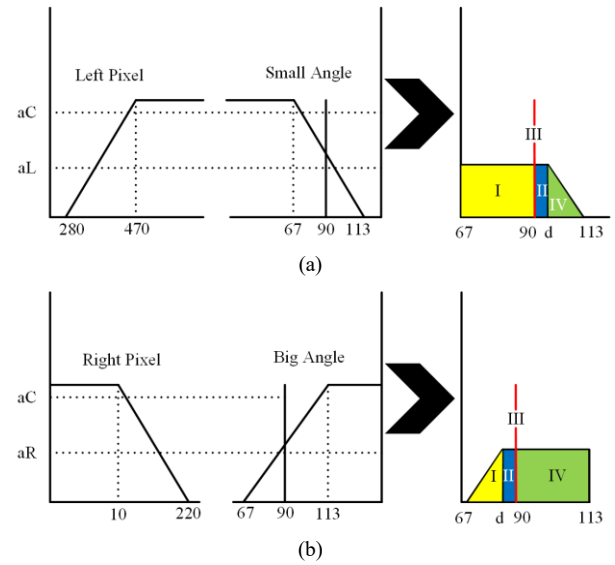 Left Pixel Small Angle
aC
III
aL
I II IV
280 470 67 90 113 67 90 d 113
(a)
Right Pixel Big Angle
aC
III
aR
I II IV
10 220 67 90 113 67 d 90 113
(b)